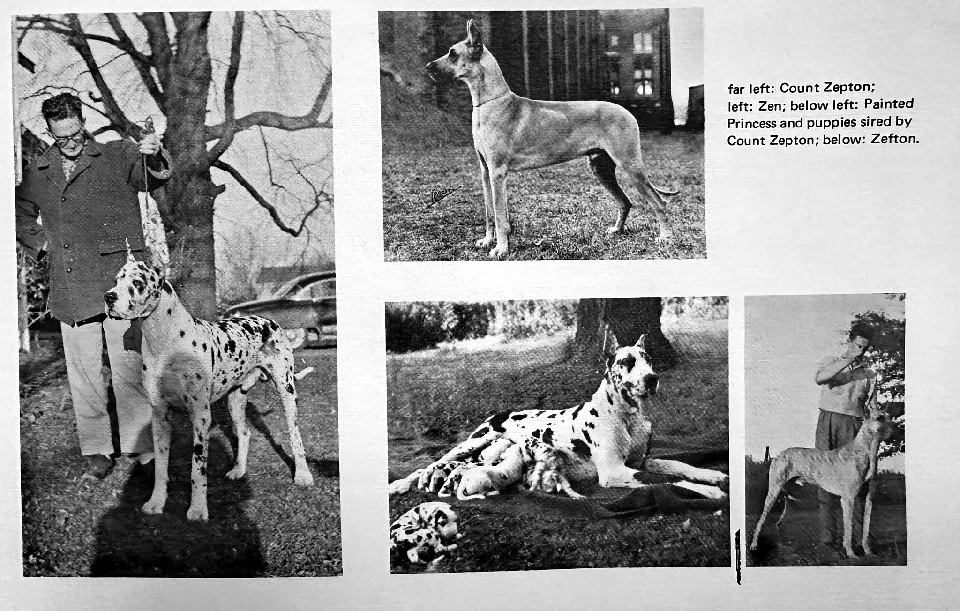 far left: Count Zepton;
left: Zen; below left: Painted
Princess and puppies sired by
Count Zepton; below: Zefton.